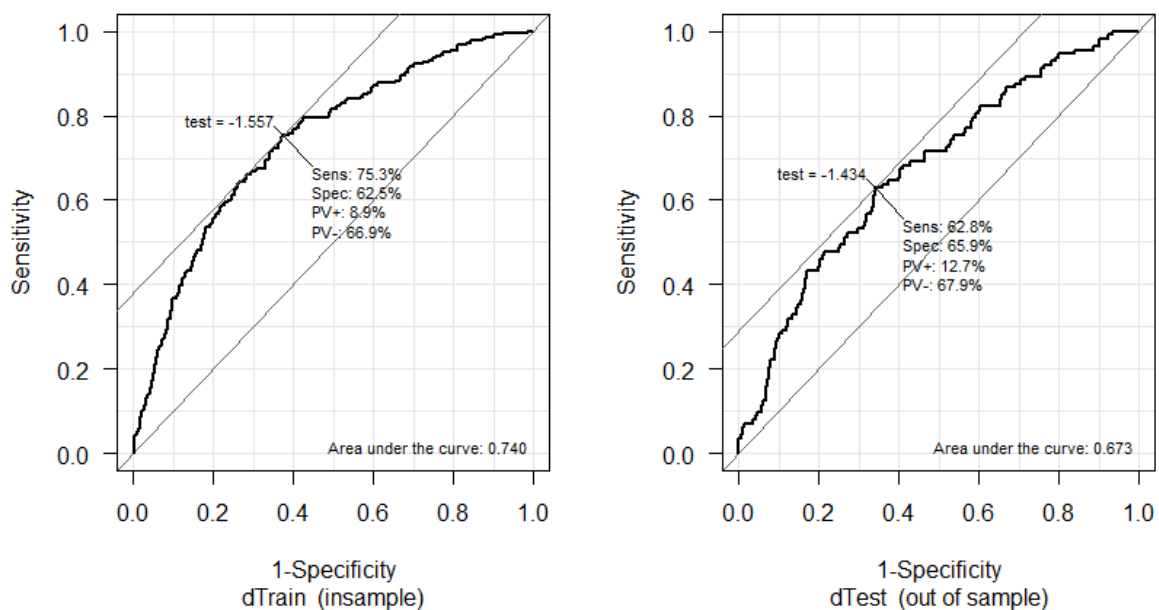 Sensitivity
1.0
0.8
0.6
0.4
0.2
0.0
test = -1.557
Sens: 75.3%
Spec: 62.5%
PV+: 8.9%
PV-: 66.9%
Area under the curve: 0.740
0.0 0.2 0.4 0.6 0.8 1.0
1-Specificity
dTrain (insample)
Sensitivity
1.0
0.8
0.6
0.4
0.2
0.0
test = -1.434
Sens: 62.8%
Spec: 65.9%
PV+: 12.7%
PV-: 67.9%
Area under the curve: 0.673
0.0 0.2 0.4 0.6 0.8 1.0
1-Specificity
dTest (out of sample)